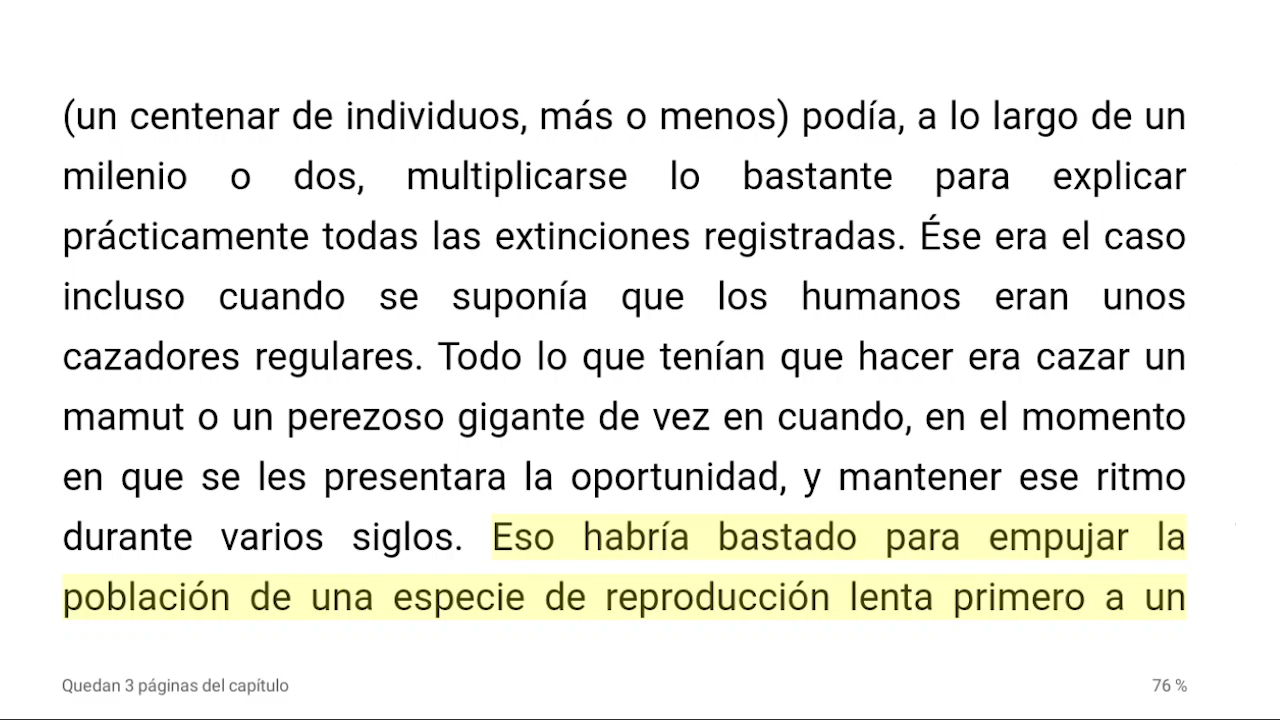 (un centenar de individuos, más o menos) podía, a lo largo de un
milenio o dos, multiplicarse lo bastante para explicar
prácticamente todas las extinciones registradas. Ése era el caso
incluso cuando se suponía que los humanos eran unos
cazadores regulares. Todo lo que tenían que hacer era cazar un
mamut o un perezoso gigante de vez en cuando, en el momento
en que se les presentara la oportunidad, y mantener ese ritmo
durante varios siglos. Eso habría bastado para empujar la
población de una especie de reproducción lenta primero a un
Quedan 3 páginas del capítulo
76 %